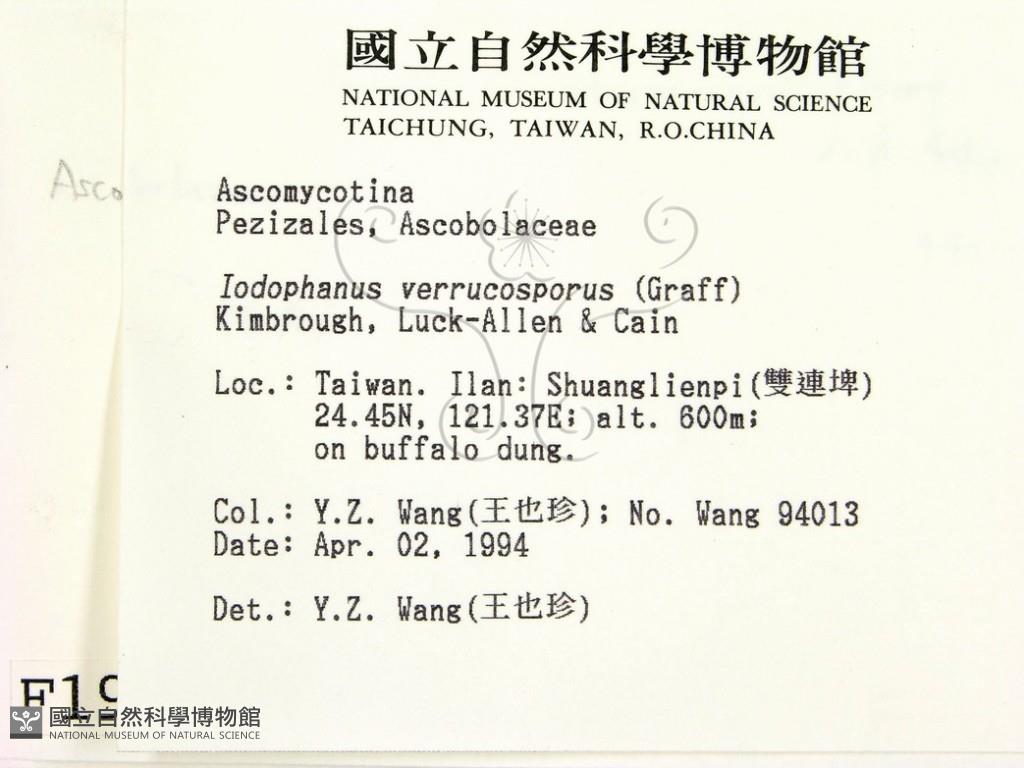 國立自然科學博物館
NATIONAL MUSEUM OF NATURAL SCIENCE
TAICHUNG, TAIWAN, R.O.CHINA
Asco
Ascomycotina
Pezizales, Ascobolaceae
Iodophanus verrucosporus (Graff)
Kimbrough, Luck-Allen & Cain
Loc.: Taiwan. Ilan: Shuanglienpi(雙連埤)
24.45N, 121.37E; alt. 600m;
on buffalo dung.
Col.: Y.Z. Wang(王也珍); No. Wang 94013
Date: Apr. 02, 1994
Det.: Y.Z. Wang(王也珍)
F19
國立自然科學博物館
NATIONAL MUSEUM OF NATURAL SCIENCE